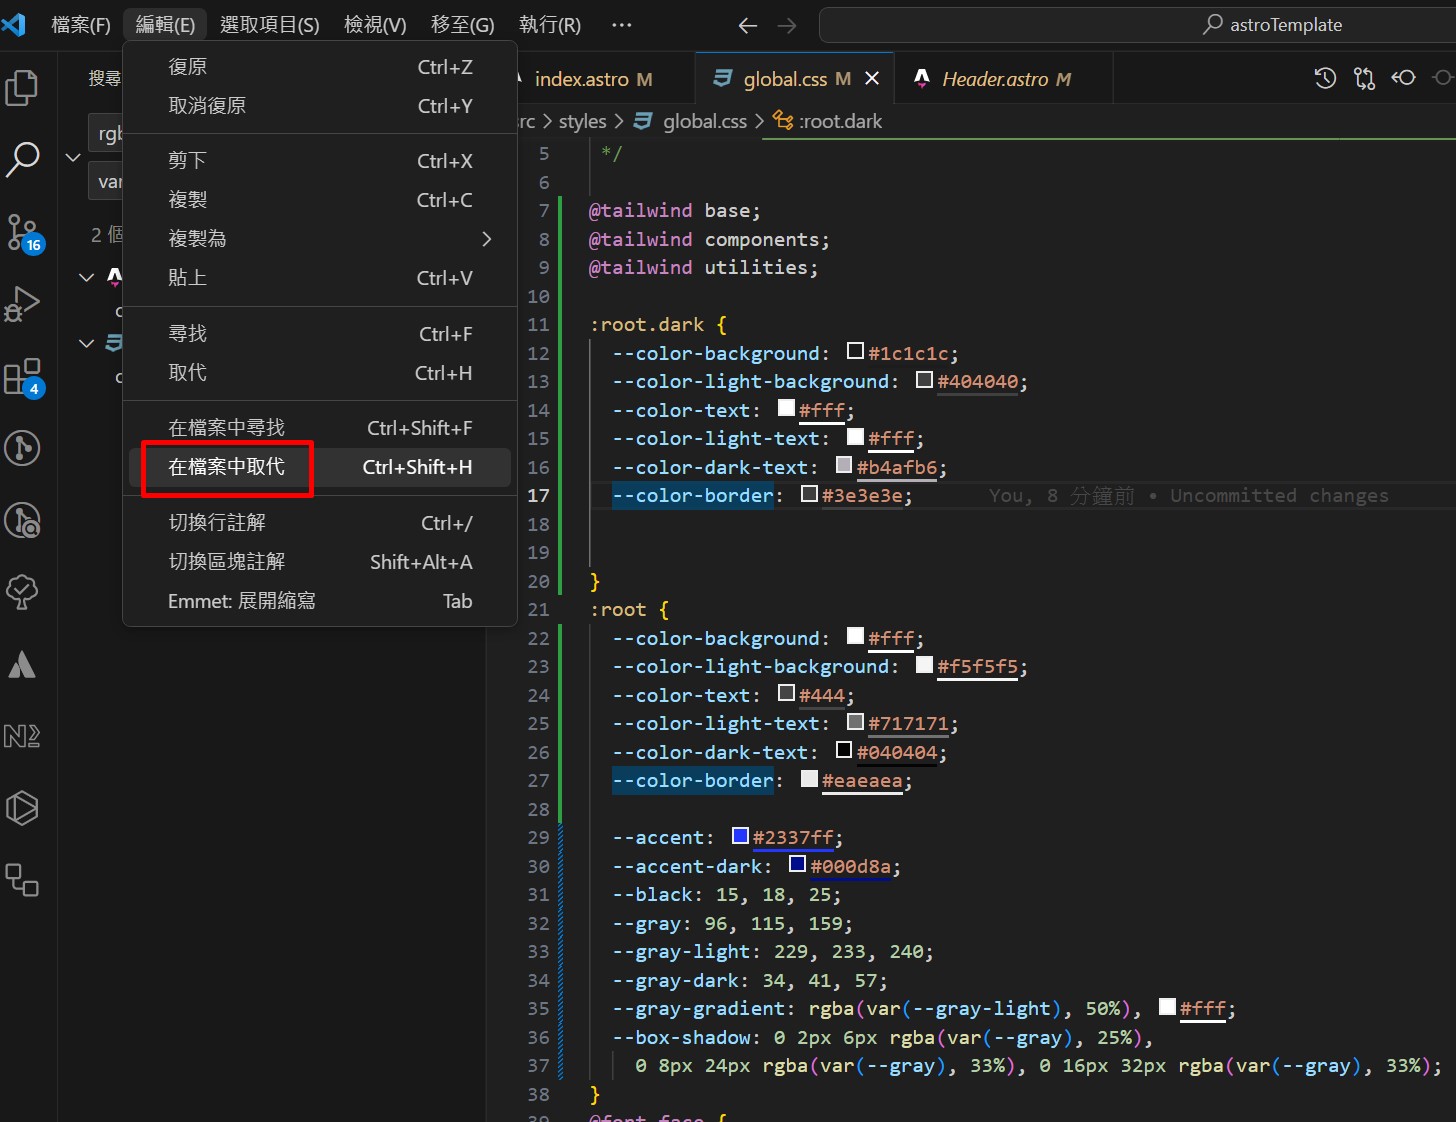 檔案(F) 編輯(E) 選取項目(S) 檢視(V) 移至(G) 執行(R) ··· astroTemplate
搜尋
rgb
var
2 個
16
4
復原 Ctrl+Z
取消復原 Ctrl+Y
剪下 Ctrl+X
複製 Ctrl+C
複製為
貼上 Ctrl+V
尋找 Ctrl+F
取代 Ctrl+H
在檔案中尋找 Ctrl+Shift+F
在檔案中取代 Ctrl+Shift+H
切換行註解 Ctrl+/
切換區塊註解 Shift+Alt+A
Emmet: 展開縮寫 Tab
index.astro M global.css M Header.astro M
rc > styles > global.css > :root.dark
5 */
6
7 @tailwind base;
8 @tailwind components;
9 @tailwind utilities;
10
11 :root.dark {
12 --color-background: #1c1c1c;
13 --color-light-background: #404040;
14 --color-text: #fff;
15 --color-light-text: #fff;
16 --color-dark-text: #b4afb6;
17 --color-border: #3e3e3e; You, 8 分鐘前 • Uncommitted changes
18
19
20 }
21 :root {
22 --color-background: #fff;
23 --color-light-background: #f5f5f5;
24 --color-text: #444;
25 --color-light-text: #717171;
26 --color-dark-text: #040404;
27 --color-border: #eaeaea;
28
29 --accent: #2337ff;
30 --accent-dark: #000d8a;
31 --black: 15, 18, 25;
32 --gray: 96, 115, 159;
33 --gray-light: 229, 233, 240;
34 --gray-dark: 34, 41, 57;
35 --gray-gradient: rgba(var(--gray-light), 50%), #fff;
36 --box-shadow: 0 2px 6px rgba(var(--gray), 25%),
37 0 8px 24px rgba(var(--gray), 33%), 0 16px 32px rgba(var(--gray), 33%);
38 }
39 @font-face {